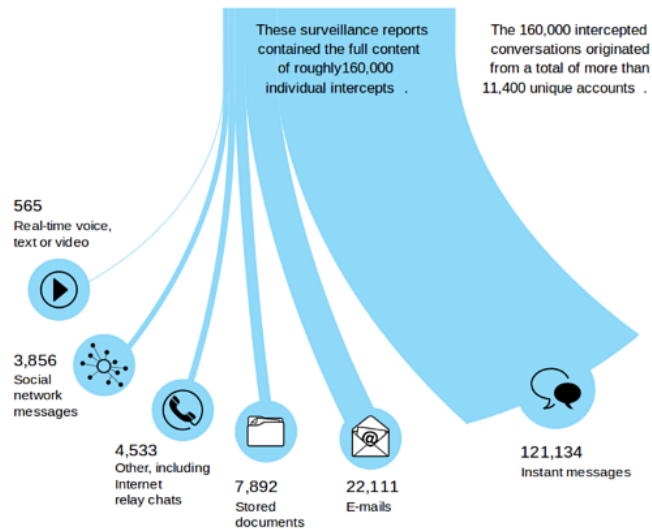 These surveillance reports
contained the full content
of roughly160,000
individual intercepts .
The 160,000 intercepted
conversations originated
from a total of more than
11,400 unique accounts .
565
Real-time voice,
text or video
3,856
Social
network
messages
4,533
Other, including
Internet
relay chats
7,892
Stored
documents
@
22,111
E-mails
121,134
Instant messages